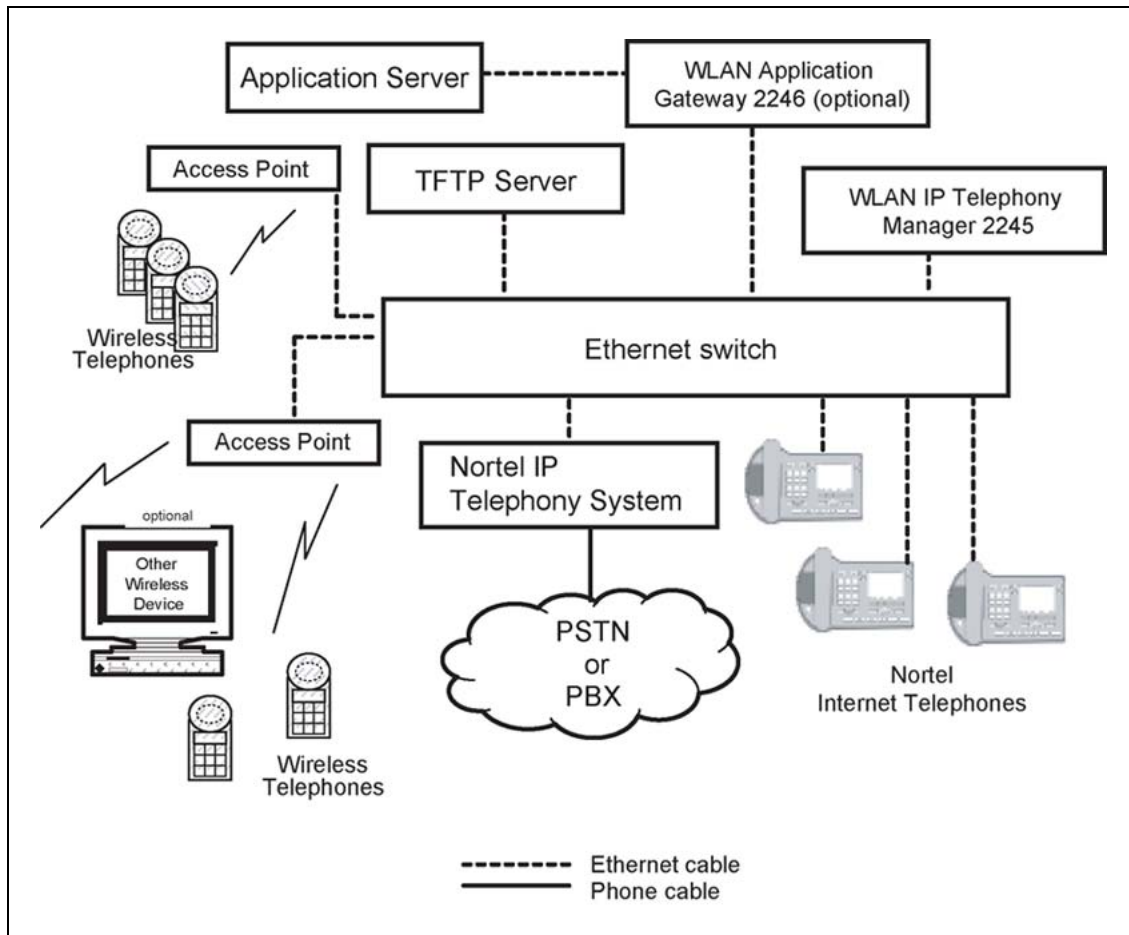 Application Server
WLAN Application
Gateway 2246 (optional)
Access Point
TFTP Server
WLAN IP Telephony
Manager 2245
Wireless
Telephones
Ethernet switch
Access Point
Nortel IP
Telephony System
optional
Other
Wireless
Device
PSTN
or
PBX
Nortel
Internet Telephones
Wireless
Telephones
Ethernet cable
Phone cable